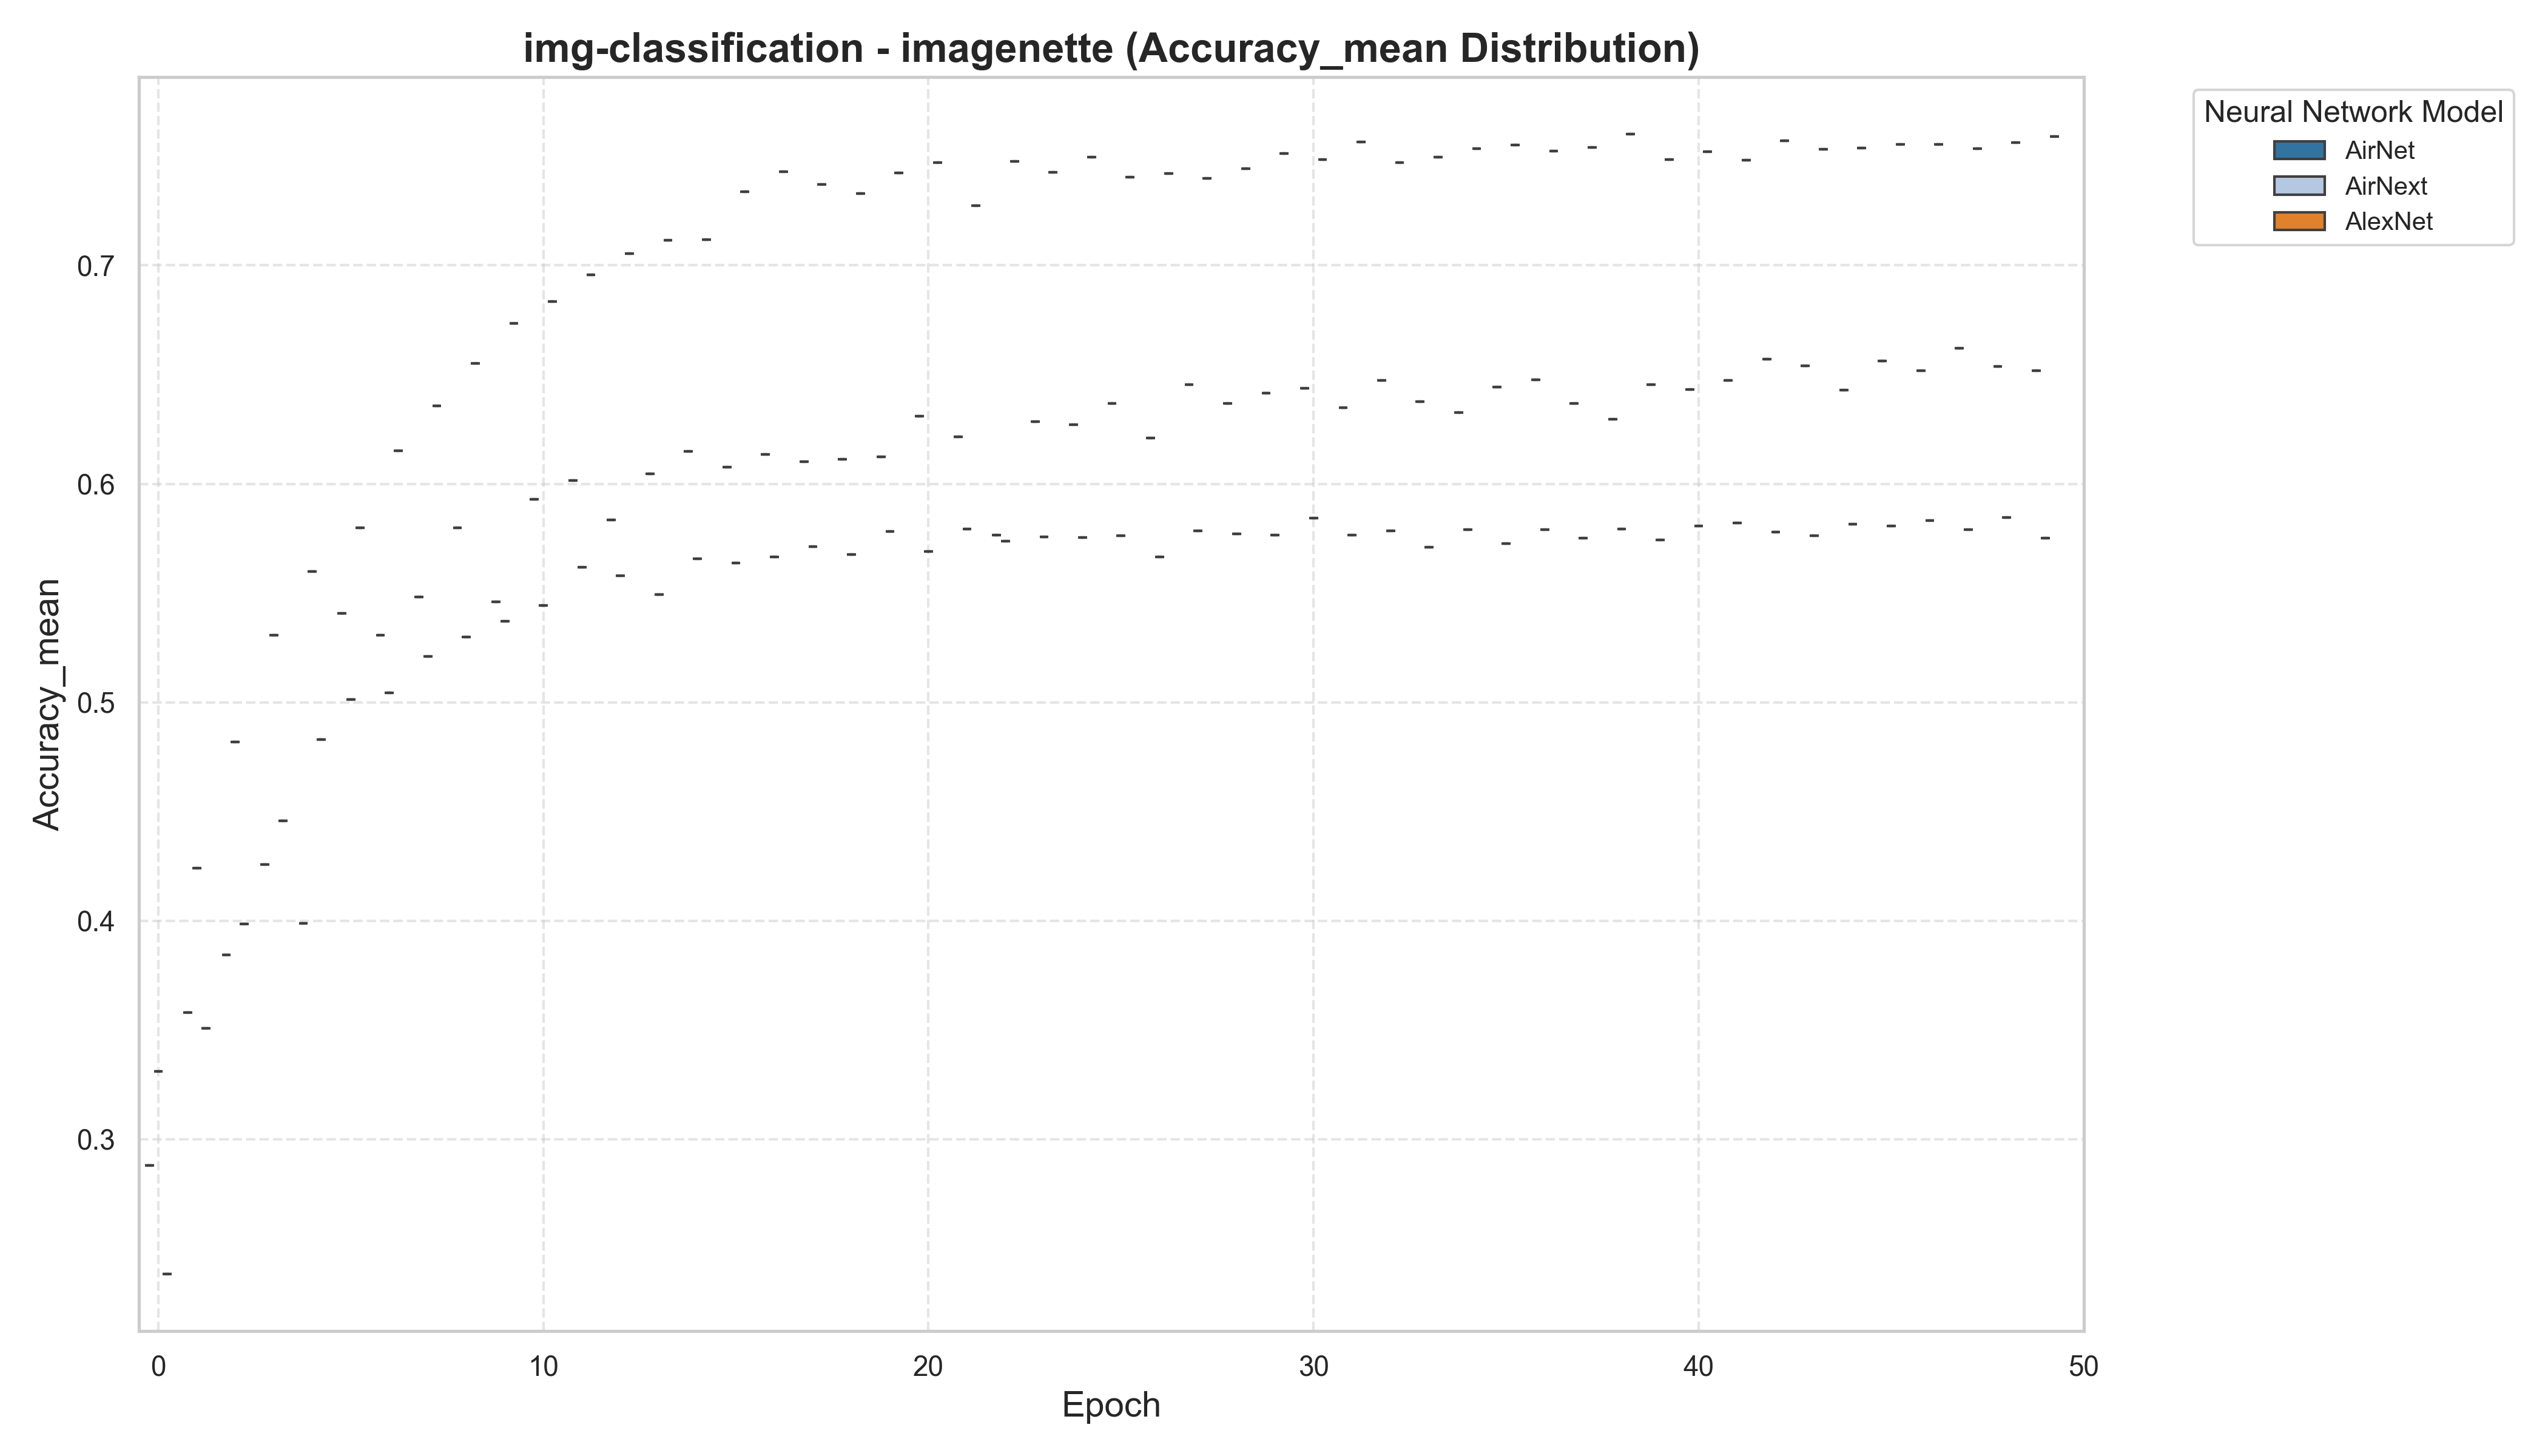 img-classification - imagenette (Accuracy_mean Distribution)
Neural Network Model
AirNet
AirNext
AlexNet
Accuracy_mean
0.7
0.6
0.5
0.4
0.3
0
10
20
30
40
50
Epoch